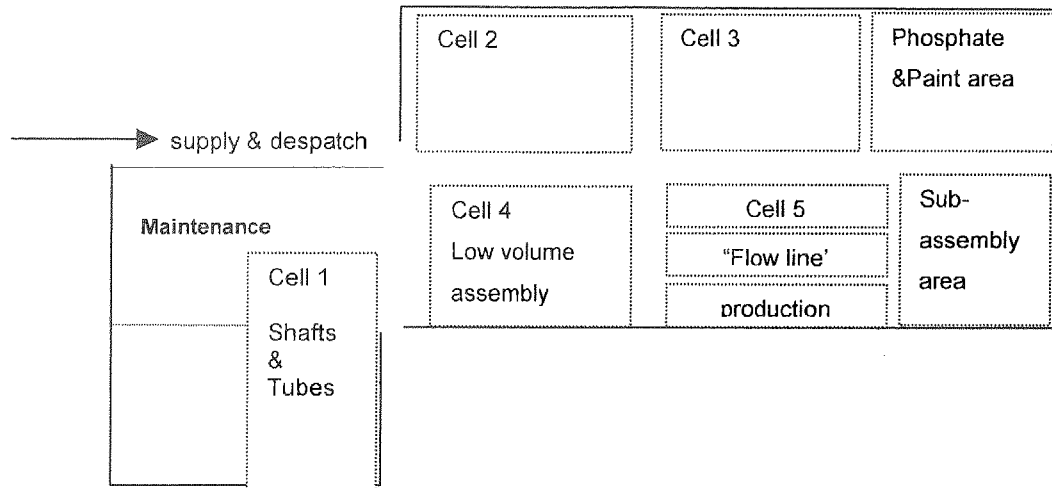 Cell 2
Cell 3
Phosphate
&Paint area
supply & despatch
Maintenance
Cell 1
Shafts
&
Tubes
Cell 4
Low volume
assembly
Cell 5
“Flow line’
production
Sub-
assembly
area